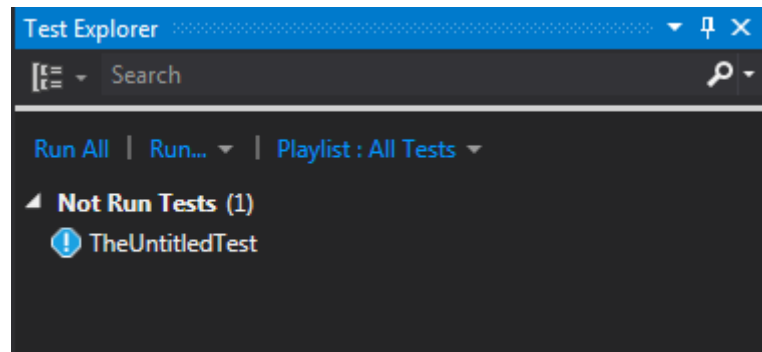 Test Explorer
Search
Run All | Run... | Playlist : All Tests
Not Run Tests (1)
TheUntitledTest